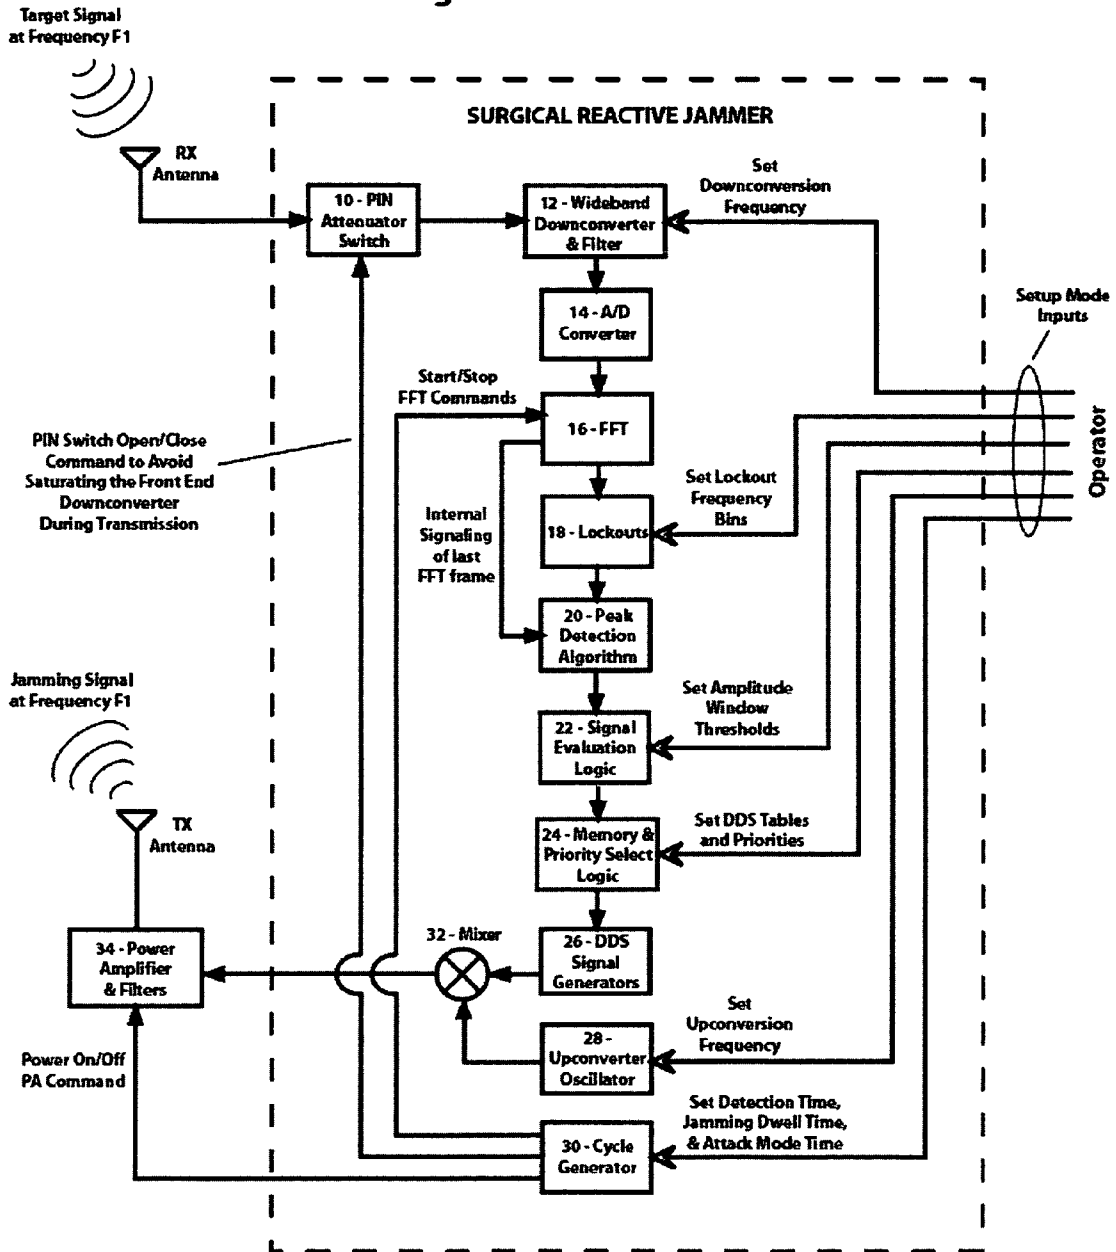 Target Signal
at Frequency F1
SURGICAL REACTIVE JAMMER
RX
Antenna
10 - PIN
Attenuator
Switch
12 - Wideband
Downconverter
& Filter
Set
Downconversion
Frequency
14 - A/D
Converter
Setup Mode
Inputs
Start/Stop
FFT Commands
16 - FFT
PIN Switch Open/Close
Command to Avoid
Saturating the Front End
Downconverter
During Transmission
Operator
Set Lockout
Frequency
Bins
Internal
Signaling
of last
FFT frame
18 - Lockouts
20 - Peak
Detection
Algorithm
Jamming Signal
at Frequency F1
Set Amplitude
Window
Thresholds
22 - Signal
Evaluation
Logic
TX
Antenna
24 - Memory &
Priority Select
Logic
Set DDS Tables
and Priorities
32 - Mixer
34 - Power
Amplifier
& Filters
26 - DDS
Signal
Generators
Set
Upconversion
Frequency
28 -
Upconverter
Oscillator
Power On/Off
PA Command
Set Detection Time,
Jamming Dwell Time,
& Attack Mode Time
30 - Cycle
Generator